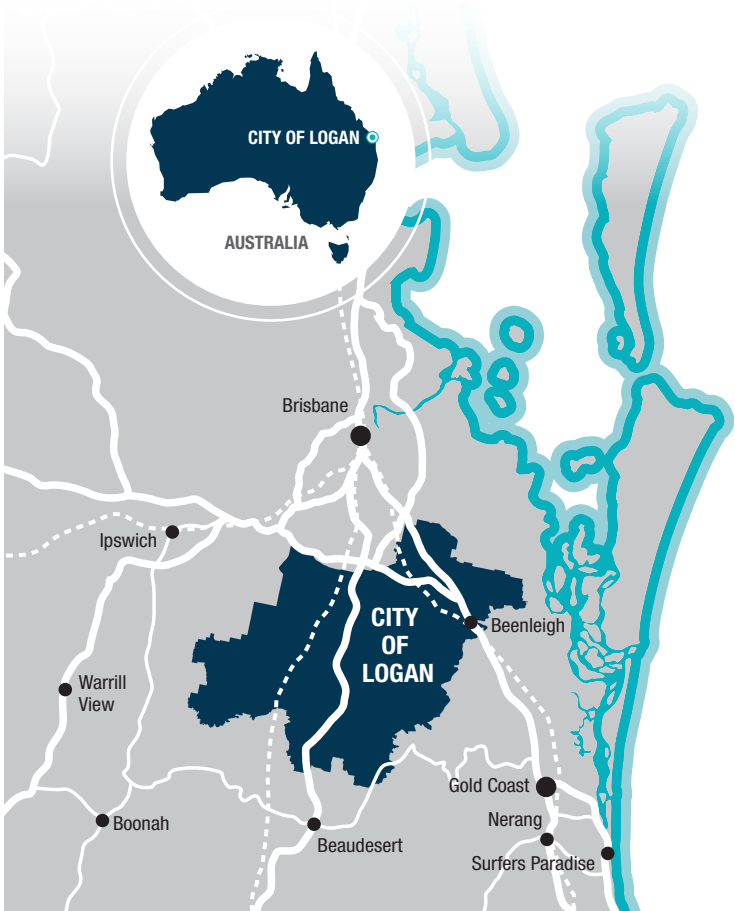 CITY OF LOGAN
AUSTRALIA
Brisbane
Ipswich
CITY
OF
LOGAN
Beenleigh
Warrill
View
Gold Coast
Nerang
Boonah
Beaudesert
Surfers Paradise